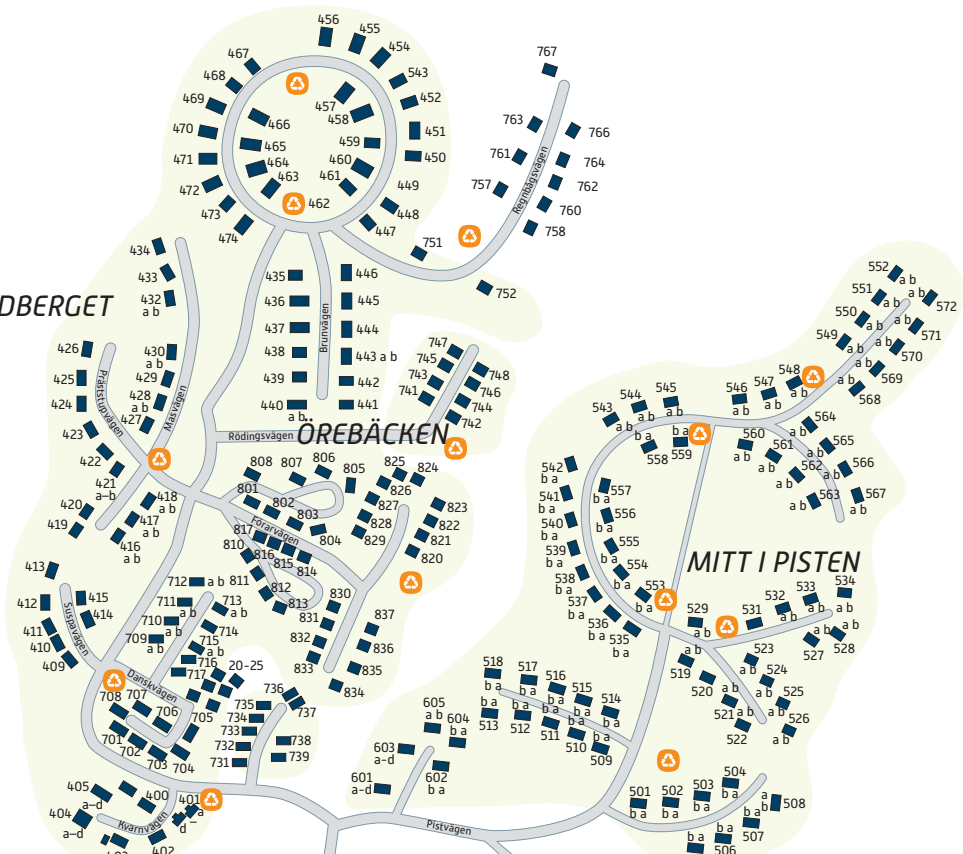 456
455
454
467
468
543
469
457
452
458
466
470
451
465
459
471
464
460
450
463
461
472
462
449
473
448
474
447
767
763
766
761
764
757
762
Regnbågsvägen
760
758
751
752
434
433
432
a b
435
446
436
445
437
444
438
443 a b
439
442
440
a b
441
Brunvägen
DBERGET
426
425
424
423
422
421
a–b
420
419
Prästtstupvägen
430
a b
429
428
a b
427
Masvägen
418
a b
417
a b
416
a b
747
745
743
741
748
746
744
742
Rödingsvägen
ÖREBÄCKEN
808
807
806
805
801
802
803
804
Förarvägen
817
816
815
814
810
811
812
813
825
824
826
827
828
829
823
822
821
820
830
831
832
833
834
835
836
837
413
412
411
410
409
415
414
Suspavägen
712
a b
711
a b
710
a b
709
a b
713
a b
714
715
a b
716
717
20-25
Danskvägen
708
707
706
705
701
702
703
704
736
737
735
734
733
732
731
738
739
405
a–d
404
a–d
400
401
a
–
d
402
Kvarnvägen
552
a b
551
a b
572
550
a b
571
549
a b
570
569
568
548
a b
547
a b
546
a b
545
544
543
b a
558
559
b a
560
a b
561
a b
562
a b
563
a b
564
a b
565
a b
566
a b
567
a b
542
b a
541
b a
540
b a
539
b a
538
b a
537
b a
536
b a
535
b a
557
b a
556
b a
555
b a
554
b a
553
b a
MITT I PISTEN
529
a b
531
532
a b
533
a b
534
a b
527
528
a b
519
a b
520
523
a b
524
a b
525
a b
526
a b
521
a b
522
a b
518
b a
517
b a
516
b a
515
b a
514
b a
513
b a
512
b a
511
b a
510
b a
509
b a
605
a b
604
b a
603
a-d
602
b a
601
a-d
Pistvägen
501
b a
502
b a
503
b a
504
b a
508
a
b
507
b a
506
b a